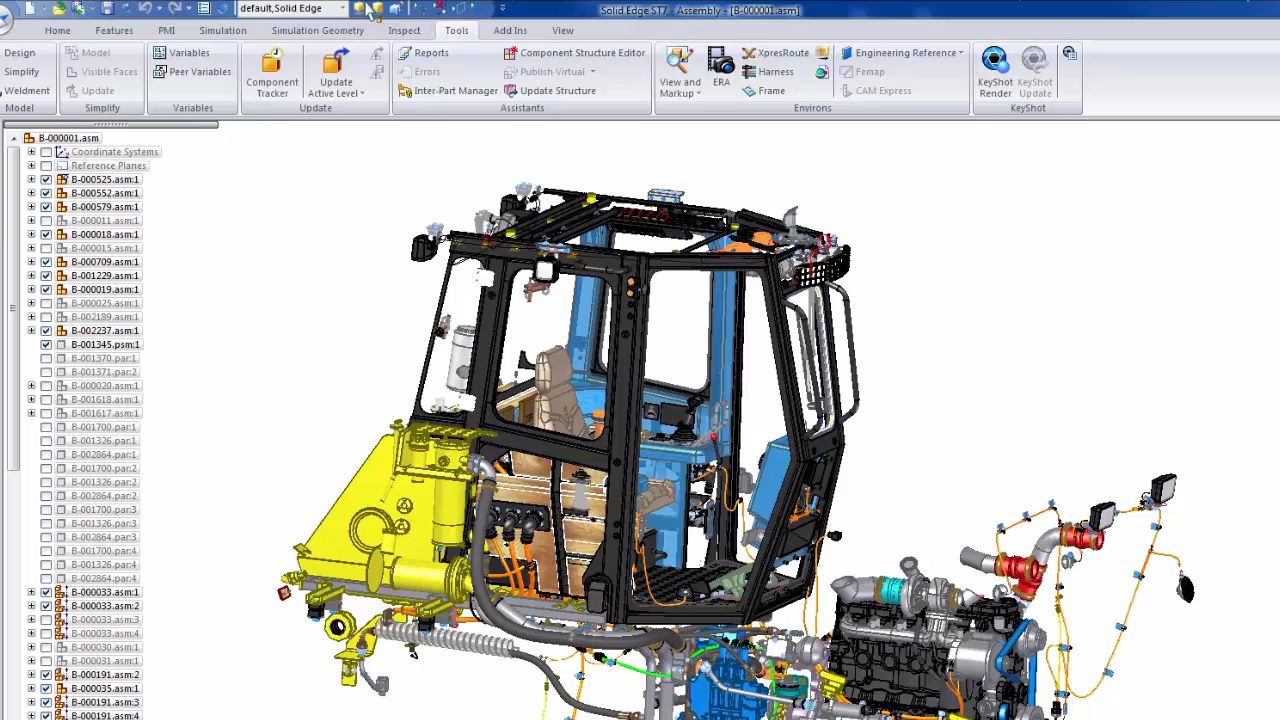 default,Solid Edge
Solid Edge ST7 - Assembly - [B-000001.asm]
Home Features PMI Simulation Simulation Geometry Inspect Tools Add Ins View
Design
Simplify
Weldment
Model
Model
Visible Faces
Update
Simplify
Variables
Peer Variables
Variables
Component
Tracker
Update
Active Level
Update
Reports
Errors
Inter-Part Manager
Component Structure Editor
Publish Virtual
Update Structure
Assistants
View and
Markup
ERA
XpresRoute
Harness
Frame
Engineering Reference
Femap
CAM Express
Environs
KeyShot
Render
KeyShot
Update
KeyShot
B-000001.asm
Coordinate Systems
Reference Planes
B-000525.asm:1
B-000552.asm:1
B-000579.asm:1
B-000011.asm:1
B-000018.asm:1
B-000015.asm:1
B-000709.asm:1
B-001229.asm:1
B-000019.asm:1
B-000025.asm:1
B-002189.asm:1
B-002237.asm:1
B-001345.psm:1
B-001370.par:1
B-001371.par:2
B-000020.asm:1
B-001618.asm:1
B-001617.asm:1
B-001700.par:1
B-001326.par:1
B-002864.par:1
B-001700.par:2
B-001326.par:2
B-002864.par:2
B-001700.par:3
B-001326.par:3
B-002864.par:3
B-001700.par:4
B-001326.par:4
B-002864.par:4
B-000033.asm:1
B-000033.asm:2
B-000033.asm:3
B-000033.asm:4
B-000030.asm:1
B-000031.asm:1
B-000191.asm:2
B-000035.asm:1
B-000191.asm:3
B-000191.asm:4